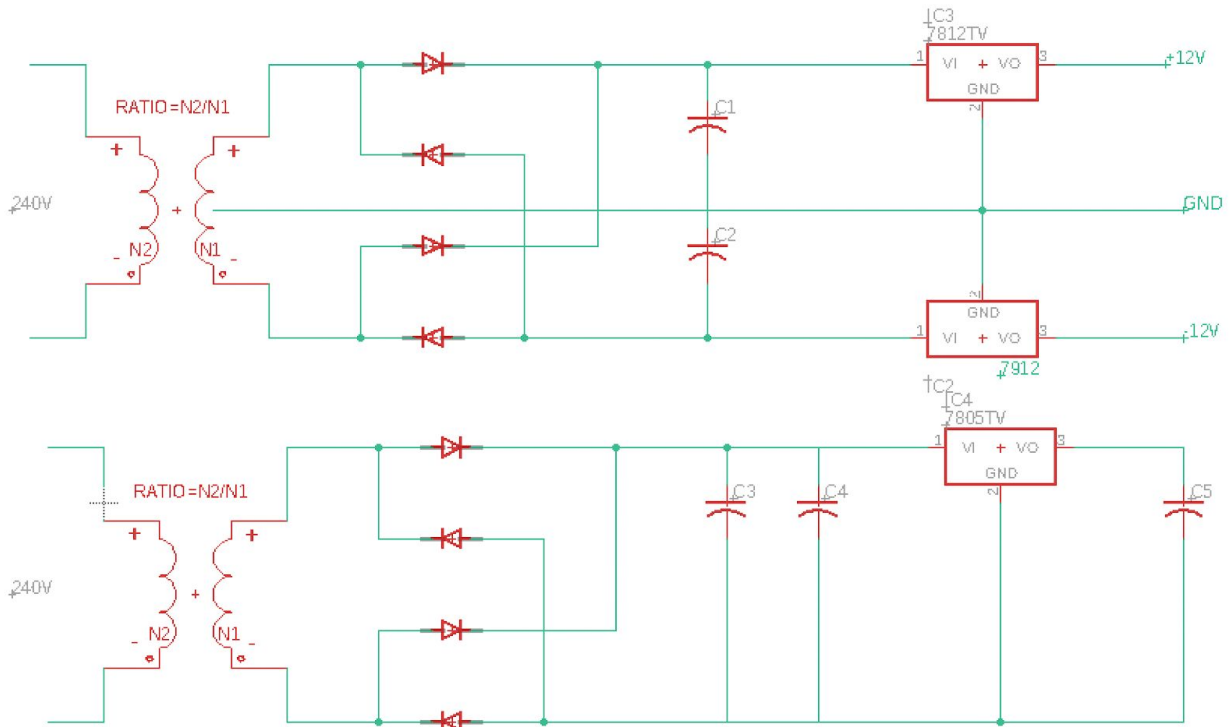 IC3
7812TV
1 VI + VO 3
GND
2
+12V
RATIO=N2/N1
+ +
C1
240V
GND
N2 N1
- -
C2
2
GND
1 VI + VO 3
-12V
7912
IC2
IC4
7805TV
1 VI + VO 3
GND
2
RATIO=N2/N1
+ +
C3
C4
C5
240V
N2 N1
- -